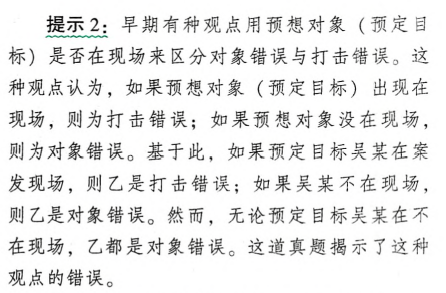 提示2：早期有种观点用预想对象（预定目
标）是否在现场来区分对象错误与打击错误。这
种观点认为，如果预想对象（预定目标）出现在
现场，则为打击错误；如果预想对象没在现场，
则为对象错误。基于此，如果预定目标吴某在案
发现场，则乙是打击错误；如果吴某不在现场，
则乙是对象错误。然而，无论预定目标吴某在不
在现场，乙都是对象错误。这道真题揭示了这种
观点的错误。